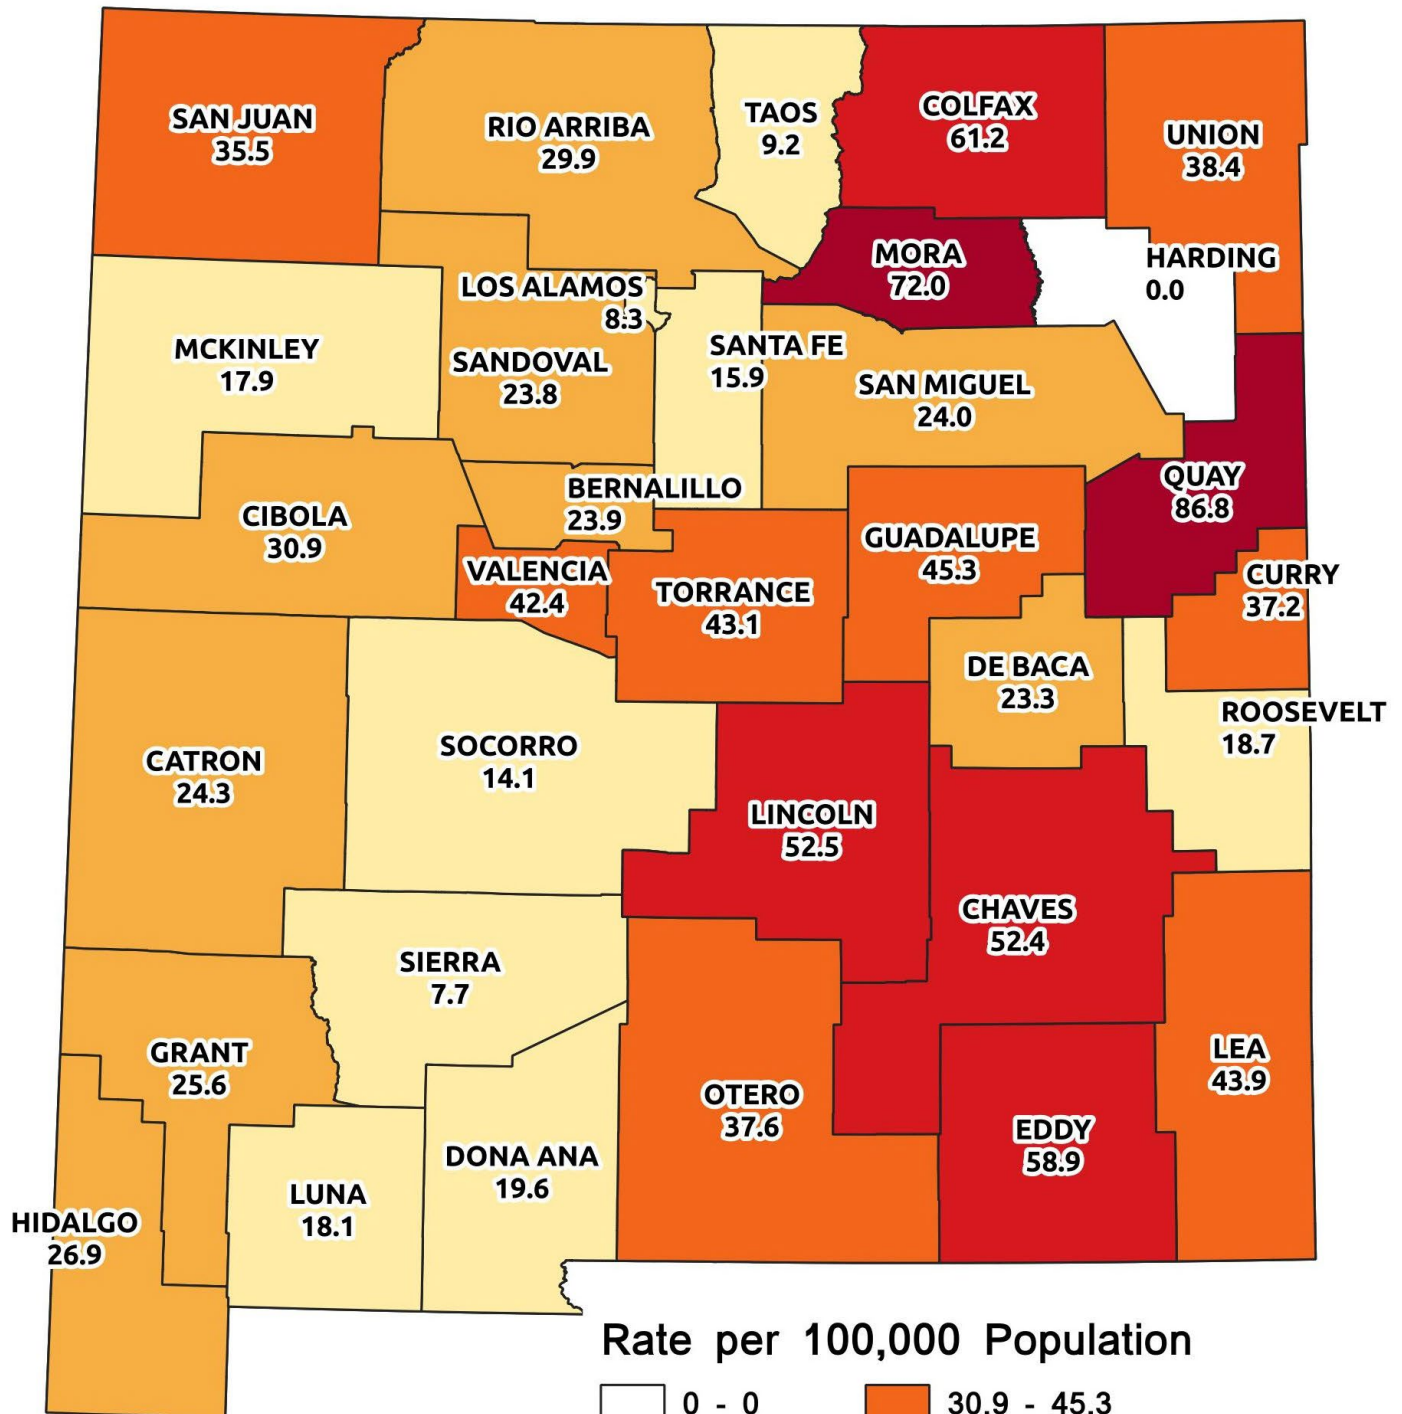 SAN JUAN
35.5
RIO ARRIBA
29.9
TAOS
9.2
COLFAX
61.2
UNION
38.4
MORA
72.0
HARDING
0.0
LOS ALAMOS
8.3
MCKINLEY
17.9
SANDOVAL
23.8
SANTA FE
15.9
SAN MIGUEL
24.0
QUAY
86.8
BERNALILLO
23.9
CIBOLA
30.9
GUADALUPE
45.3
VALENCIA
42.4
TORRANCE
43.1
CURRY
37.2
DE BACA
23.3
ROOSEVELT
18.7
CATRON
24.3
SOCORRO
14.1
LINCOLN
52.5
CHAVES
52.4
SIERRA
7.7
GRANT
25.6
LEA
43.9
OTERO
37.6
EDDY
58.9
DONA ANA
19.6
LUNA
18.1
HIDALGO
26.9
Rate per 100,000 Population
0 - 0
30.9 - 45.3